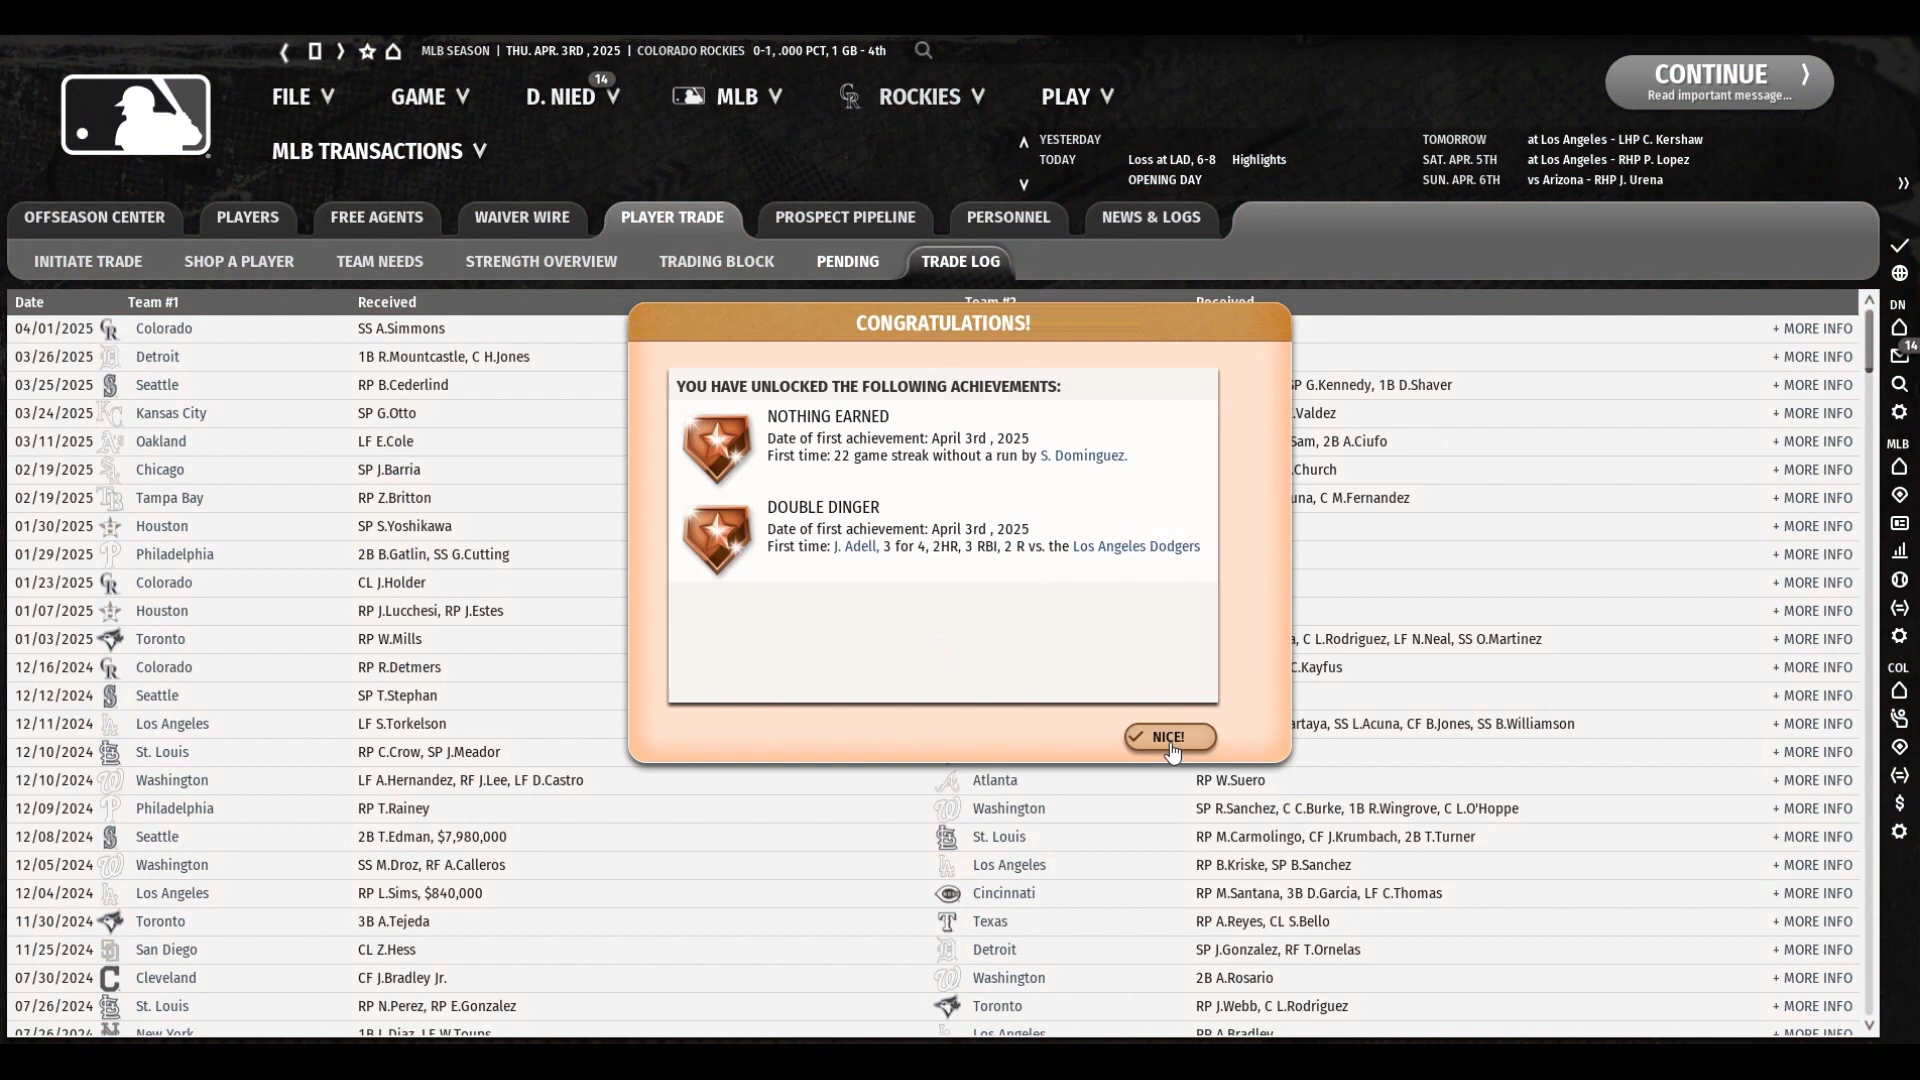 MLB SEASON | THU. APR. 3RD , 2025 | COLORADO ROCKIES 0-1, .000 PCT, 1 GB - 4th
FILE GAME D. NIED 14 MLB ROCKIES PLAY
CONTINUE
Read important message...
MLB TRANSACTIONS
YESTERDAY
TODAY Loss at LAD, 6-8 Highlights
OPENING DAY
TOMORROW at Los Angeles - LHP C. Kershaw
SAT. APR. 5TH at Los Angeles - RHP P. Lopez
SUN. APR. 6TH vs Arizona - RHP J. Urena
OFFSEASON CENTER PLAYERS FREE AGENTS WAIVER WIRE PLAYER TRADE PROSPECT PIPELINE PERSONNEL NEWS & LOGS
INITIATE TRADE SHOP A PLAYER TEAM NEEDS STRENGTH OVERVIEW TRADING BLOCK PENDING TRADE LOG
Date Team #1 Received Team #2 Received
CONGRATULATIONS!
YOU HAVE UNLOCKED THE FOLLOWING ACHIEVEMENTS:
NOTHING EARNED
Date of first achievement: April 3rd , 2025
First time: 22 game streak without a run by S. Dominguez.
DOUBLE DINGER
Date of first achievement: April 3rd , 2025
First time: J. Adell, 3 for 4, 2HR, 3 RBI, 2 R vs. the Los Angeles Dodgers
NICE!
04/01/2025 Colorado SS A.Simmons + MORE INFO
03/26/2025 Detroit 1B R.Mountcastle, C H.Jones + MORE INFO
03/25/2025 Seattle RP B.Cederlind SP G.Kennedy, 1B D.Shaver + MORE INFO
03/24/2025 Kansas City SP G.Otto .Valdez + MORE INFO
03/11/2025 Oakland LF E.Cole Sam, 2B A.Ciufo + MORE INFO
02/19/2025 Chicago SP J.Barria .Church + MORE INFO
02/19/2025 Tampa Bay RP Z.Britton una, C M.Fernandez + MORE INFO
01/30/2025 Houston SP S.Yoshikawa + MORE INFO
01/29/2025 Philadelphia 2B B.Gatlin, SS G.Cutting + MORE INFO
01/23/2025 Colorado CL J.Holder + MORE INFO
01/07/2025 Houston RP J.Lucchesi, RP J.Estes + MORE INFO
01/03/2025 Toronto RP W.Mills a, C L.Rodriguez, LF N.Neal, SS O.Martinez + MORE INFO
12/16/2024 Colorado RP R.Detmers C.Kayfus + MORE INFO
12/12/2024 Seattle SP T.Stephan + MORE INFO
12/11/2024 Los Angeles LF S.Torkelson artaya, SS L.Acuna, CF B.Jones, SS B.Williamson + MORE INFO
12/10/2024 St. Louis RP C.Crow, SP J.Meador + MORE INFO
12/10/2024 Washington LF A.Hernandez, RF J.Lee, LF D.Castro Atlanta RP W.Suero + MORE INFO
12/09/2024 Philadelphia RP T.Rainey Washington SP R.Sanchez, C C.Burke, 1B R.Wingrove, C L.O'Hoppe + MORE INFO
12/08/2024 Seattle 2B T.Edman, $7,980,000 St. Louis RP M.Carmolingo, CF J.Krumbach, 2B T.Turner + MORE INFO
12/05/2024 Washington SS M.Droz, RF A.Calleros Los Angeles RP B.Kriske, SP B.Sanchez + MORE INFO
12/04/2024 Los Angeles RP L.Sims, $840,000 Cincinnati RP M.Santana, 3B D.Garcia, LF C.Thomas + MORE INFO
11/30/2024 Toronto 3B A.Tejeda Texas RP A.Reyes, CL S.Bello + MORE INFO
11/25/2024 San Diego CL Z.Hess Detroit SP J.Gonzalez, RF T.Ornelas + MORE INFO
07/30/2024 Cleveland CF J.Bradley Jr. Washington 2B A.Rosario + MORE INFO
07/26/2024 St. Louis RP N.Perez, RP E.Gonzalez Toronto RP J.Webb, C L.Rodriguez + MORE INFO
07/26/2024 New York 1B L.Diaz, LF W.Toups Los Angeles RP A.Bradley + MORE INFO
DN
14
MLB
COL
$